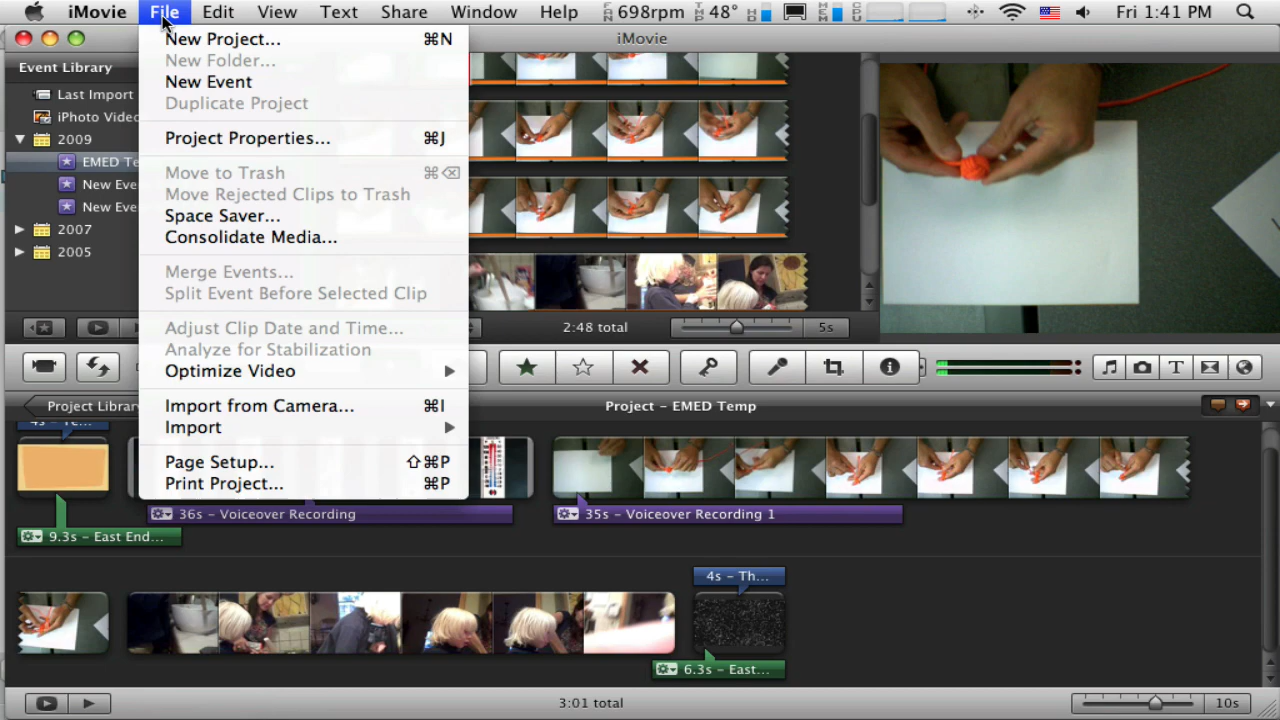 iMovie File Edit View Text Share Window Help 698rpm 48° Fri 1:41 PM
iMovie
Event Library
Last Import
iPhoto Video
2009
EMED Te
New Eve
New Eve
2007
2005
New Project... ⌘N
New Folder...
New Event
Duplicate Project
Project Properties... ⌘J
Move to Trash ⌘⌫
Move Rejected Clips to Trash
Space Saver...
Consolidate Media...
Merge Events...
Split Event Before Selected Clip
Adjust Clip Date and Time...
Analyze for Stabilization
Optimize Video
Import from Camera... ⌘I
Import
Page Setup... ⇧⌘P
Print Project... ⌘P
2:48 total
5s
Project Library
Project - EMED Temp
36s - Voiceover Recording
35s - Voiceover Recording 1
9.3s - East End...
4s - Th...
6.3s - East...
3:01 total
10s